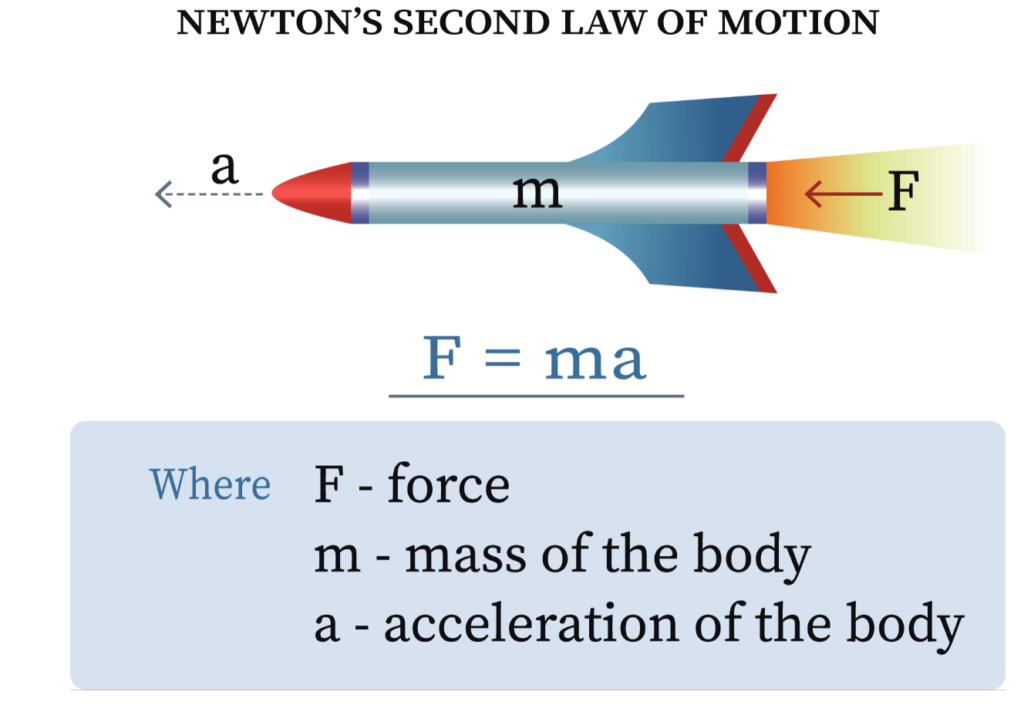 NEWTON’S SECOND LAW OF MOTION
a
m
F
F = ma
Where F - force
m - mass of the body
a - acceleration of the body